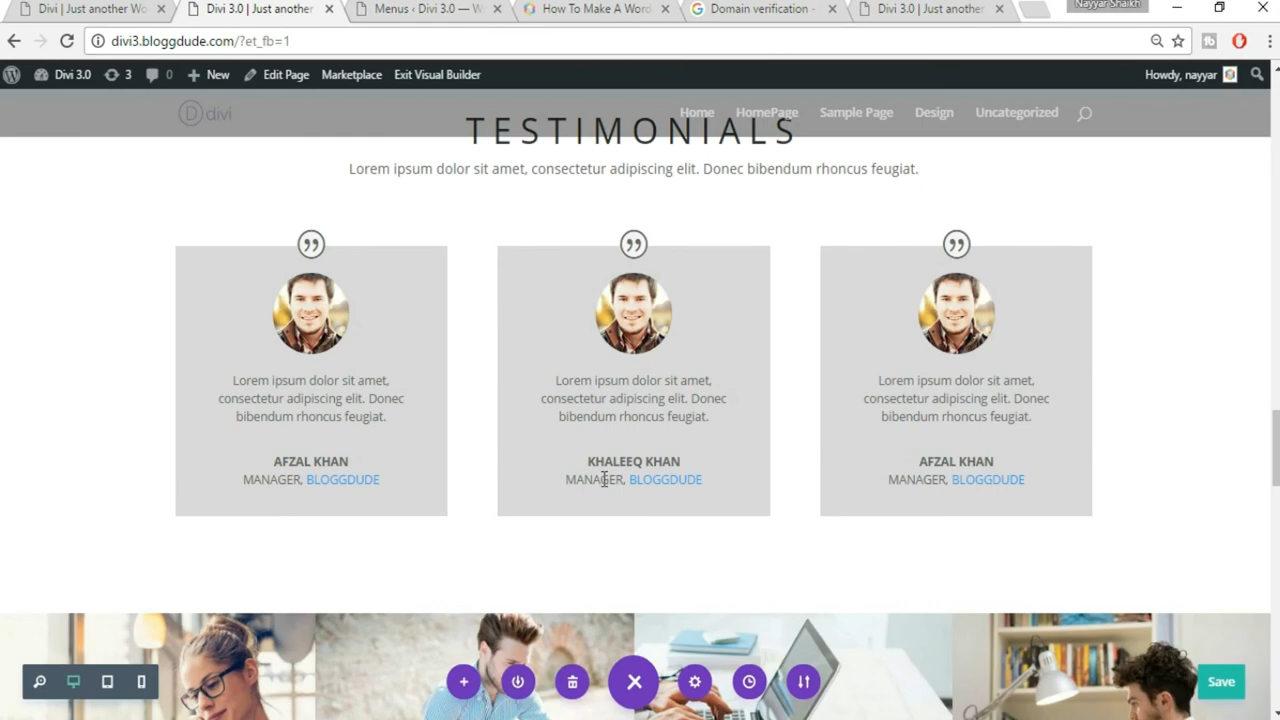 Divi | Just another Wo
Divi 3.0 | Just another
Menus ‹ Divi 3.0 — W
How To Make A Word
Domain verification -
Divi 3.0 | Just another
Nayyar Shaikh
divi3.bloggdude.com/?et_fb=1
Divi 3.0
3
0
New
Edit Page
Marketplace
Exit Visual Builder
Howdy, nayyar
D divi
Home
HomePage
Sample Page
Design
Uncategorized
TESTIMONIALS
Lorem ipsum dolor sit amet, consectetur adipiscing elit. Donec bibendum rhoncus feugiat.
Lorem ipsum dolor sit amet,
consectetur adipiscing elit. Donec
bibendum rhoncus feugiat.
AFZAL KHAN
MANAGER, BLOGGDUDE
Lorem ipsum dolor sit amet,
consectetur adipiscing elit. Donec
bibendum rhoncus feugiat.
KHALEEQ KHAN
MANAGER, BLOGGDUDE
Lorem ipsum dolor sit amet,
consectetur adipiscing elit. Donec
bibendum rhoncus feugiat.
AFZAL KHAN
MANAGER, BLOGGDUDE
Save